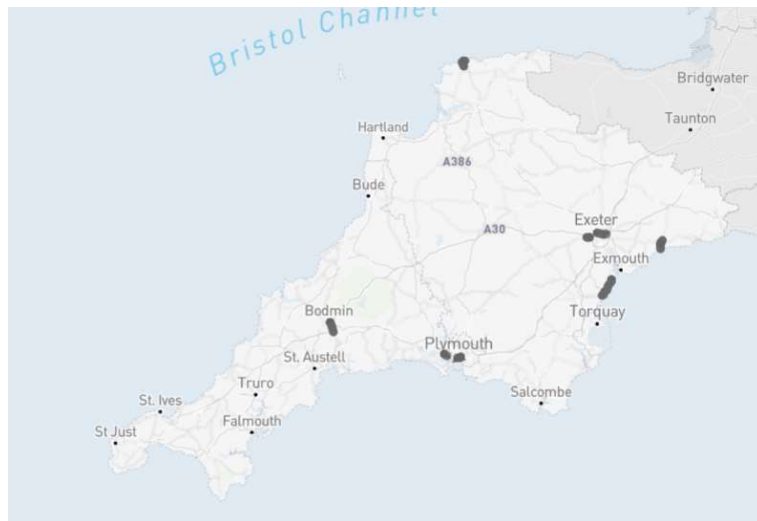 Bristol Channel
Bridgwater
Taunton
Hartland
A386
Bude
Exeter
A30
Exmouth
Bodmin
Torquay
Plymouth
St. Austell
Truro
Salcombe
St. Ives
Falmouth
St Just